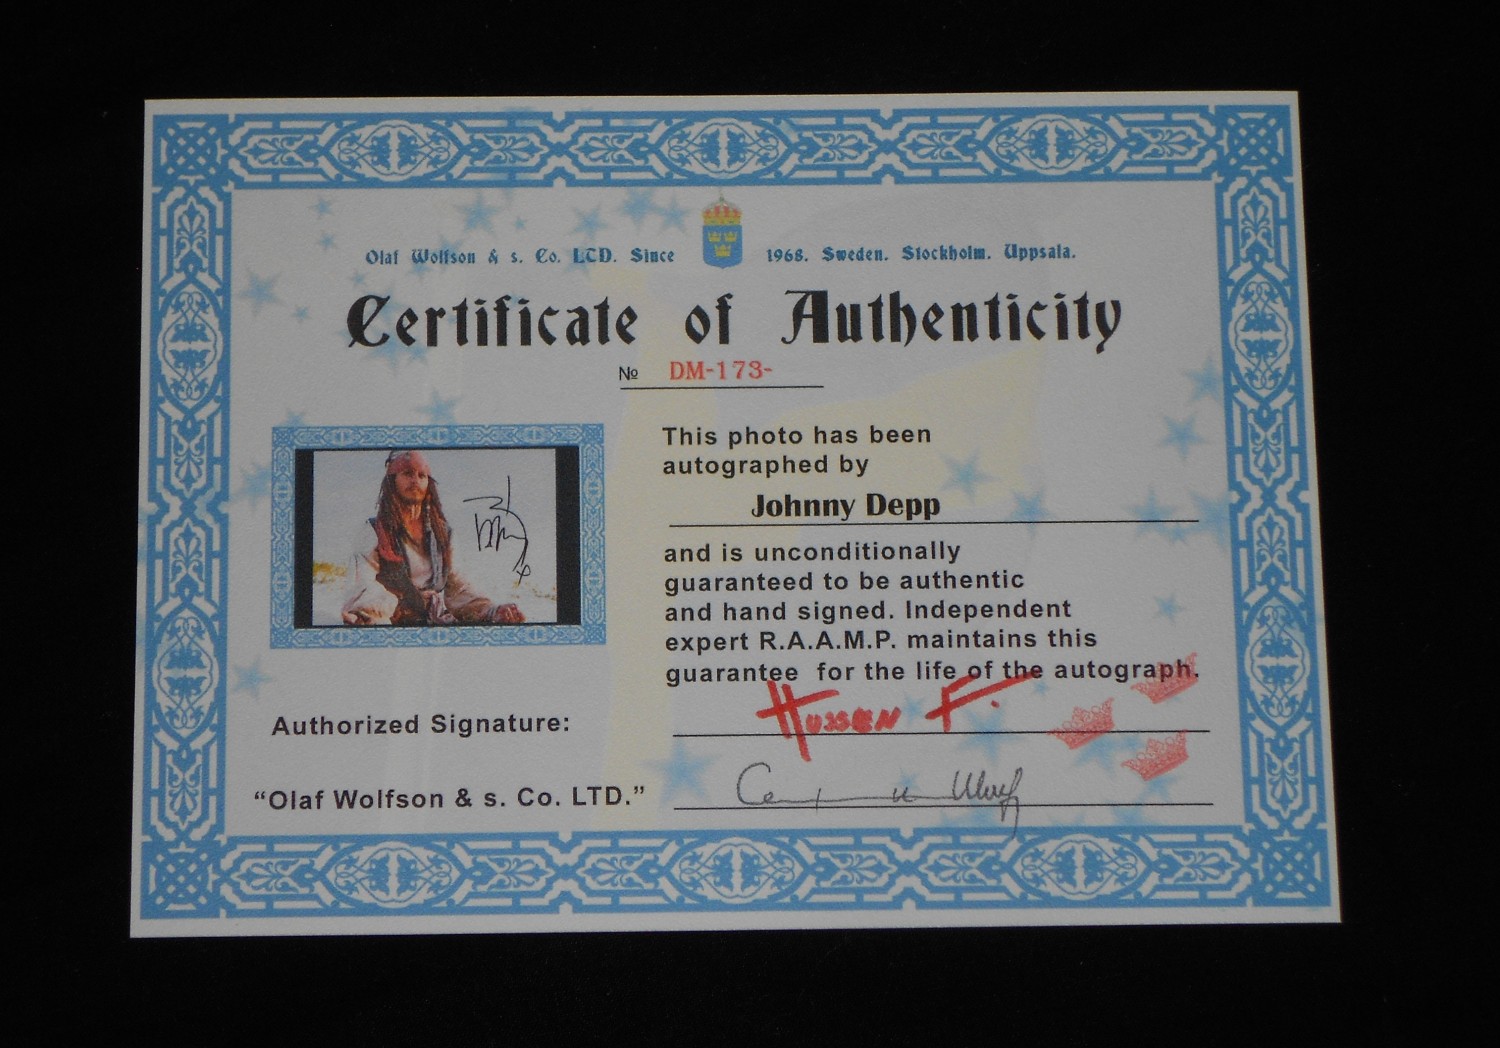 Olaf Wolfson & s. Co. LTD. Since 1968. Sweden. Stockholm. Uppsala.
Certificate of Authenticity
№ DM-173-
This photo has been
autographed by
Johnny Depp
and is unconditionally
guaranteed to be authentic
and hand signed. Independent
expert R.A.A.M.P. maintains this
guarantee for the life of the autograph.
Authorized Signature: Hussen F.
“Olaf Wolfson & s. Co. LTD.”